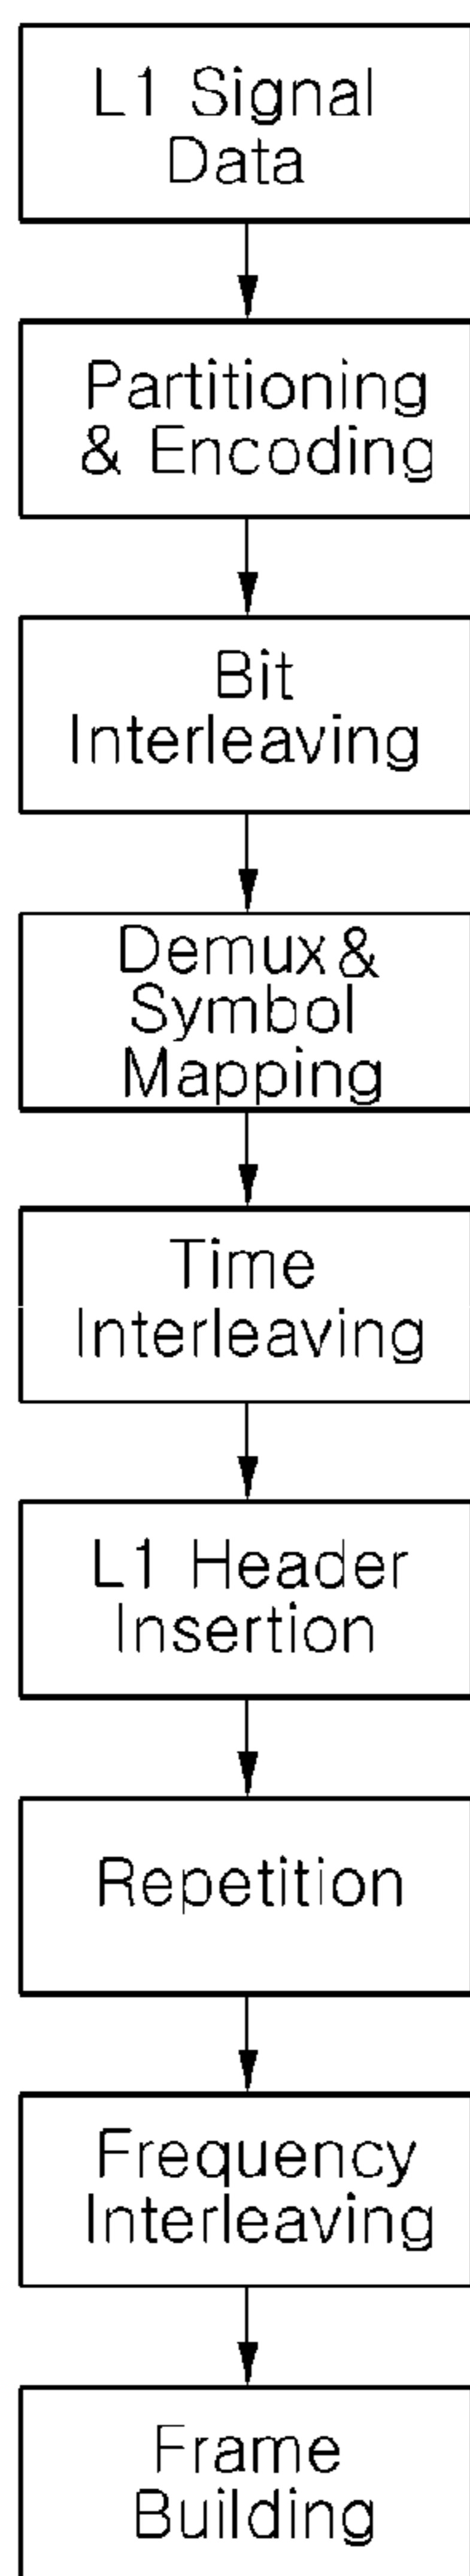 L1 Signal
Data
Partitioning
& Encoding
Bit
Interleaving
Demux &
Symbol
Mapping
Time
Interleaving
L1 Header
Insertion
Repetition
Frequency
Interleaving
Frame
Building